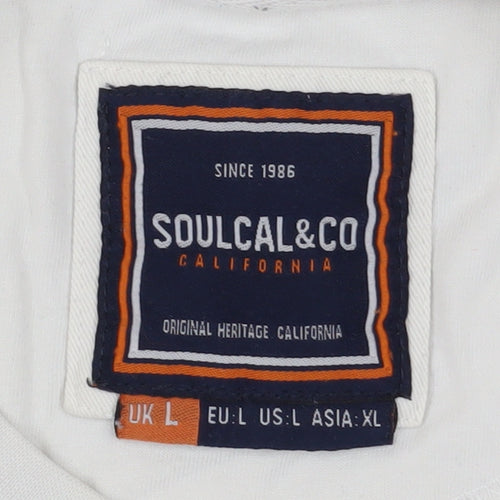 SINCE 1986
SOULCAL&CO
CALIFORNIA
ORIGINAL HERITAGE CALIFORNIA
UK L EU:L US:L ASIA:XL